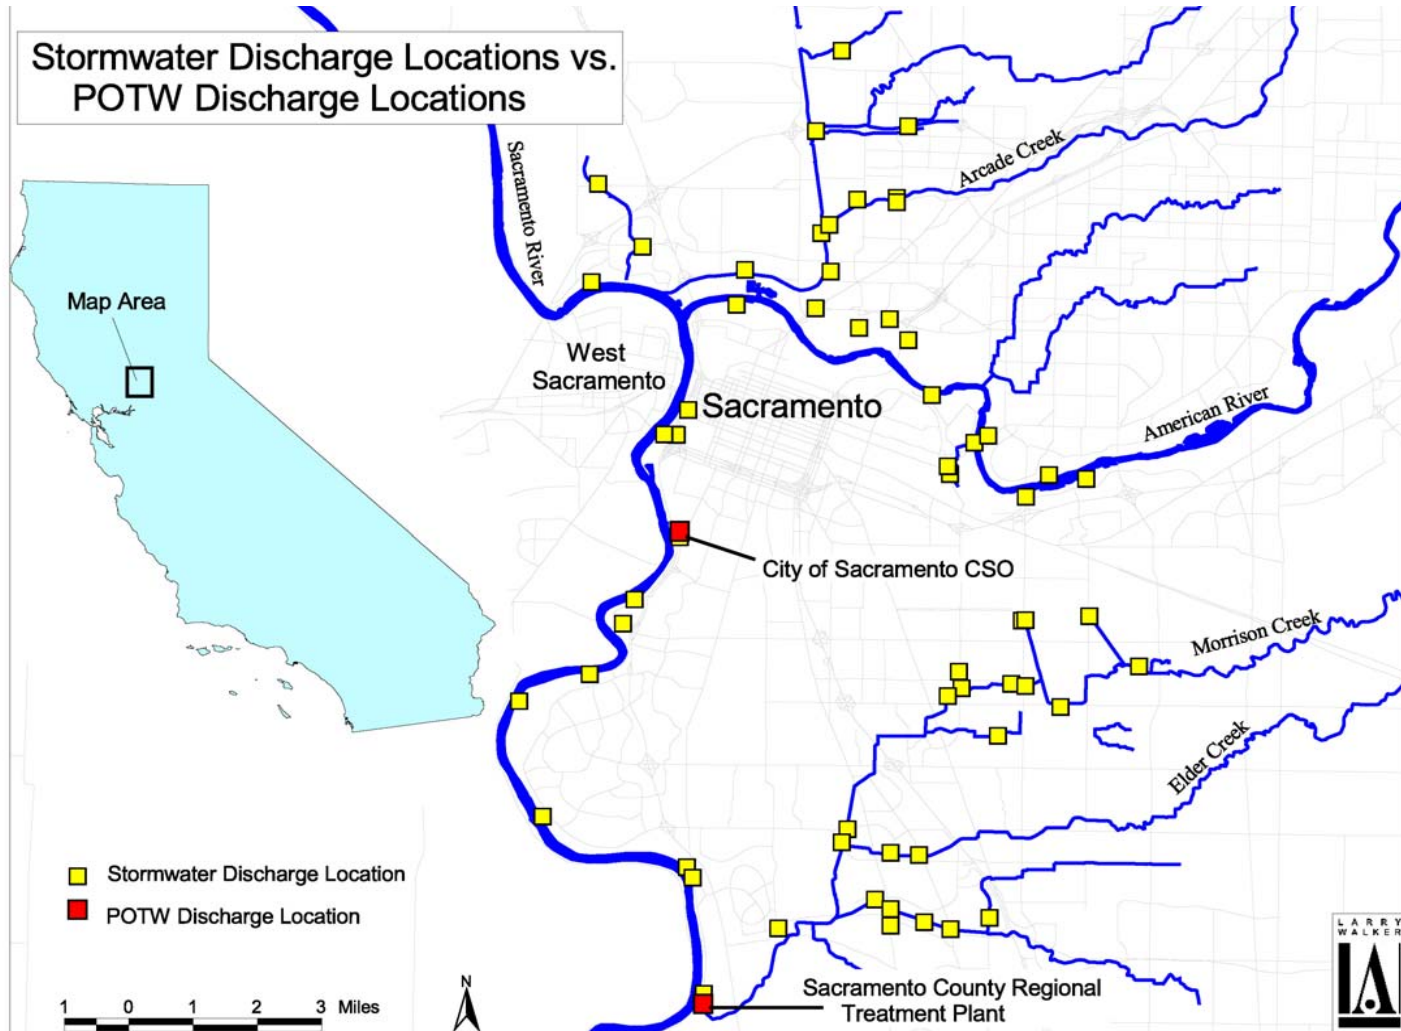 Stormwater Discharge Locations vs.
POTW Discharge Locations
Sacramento River
Arcade Creek
Map Area
West
Sacramento
Sacramento
American River
City of Sacramento CSO
Morrison Creek
Elder Creek
Stormwater Discharge Location
POTW Discharge Location
Sacramento County Regional
Treatment Plant
N
1 0 1 2 3 Miles
LARRY
WALKER